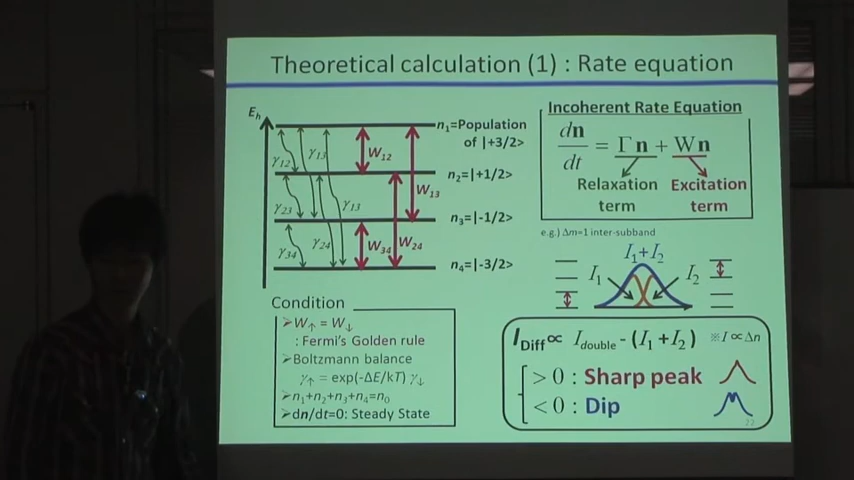 Theoretical calculation (1) : Rate equation
E_h
n₁=Population
of |+3/2>
γ₁₂
γ₁₃
W₁₂
n₂=|+1/2>
W₁₃
γ₂₃
γ₁₃
n₃=|-1/2>
γ₃₄
γ₂₄
W₃₄
W₂₄
n₄=|-3/2>
Condition
➢W↑ = W↓
: Fermi's Golden rule
➢Boltzmann balance
γ↑ = exp(-ΔE/kT) γ↓
➢n₁+n₂+n₃+n₄=n₀
➢dn/dt=0: Steady State
Incoherent Rate Equation
dn/dt = Γn + Wn
Relaxation Excitation
term term
e.g.) Δm=1 inter-subband
I₁+I₂
I₁
I₂
I_Diff ∝ I_double - (I₁+I₂) ※I∝Δn
>0 : Sharp peak
<0 : Dip
22